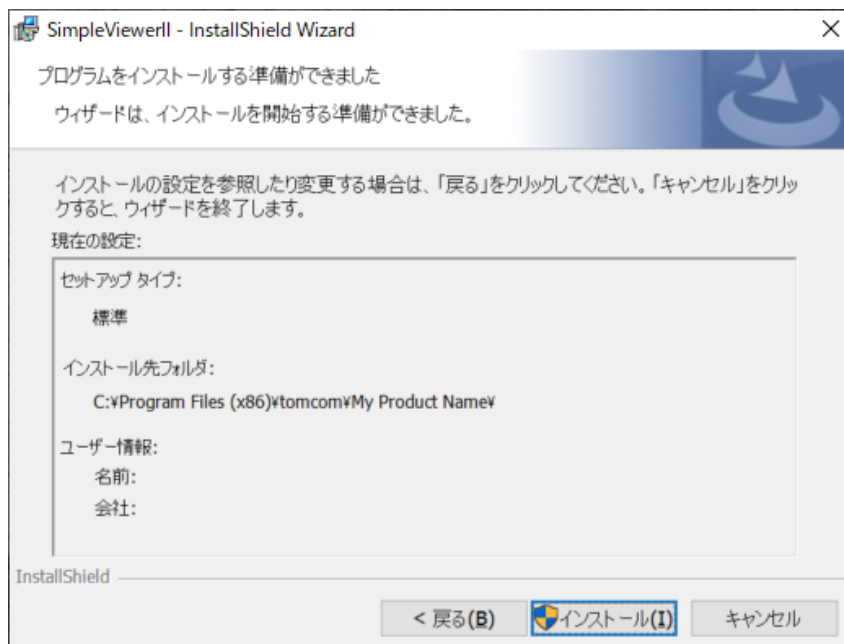 SimpleViewerII - InstallShield Wizard
プログラムをインストールする準備ができました
ウィザードは、インストールを開始する準備ができました。
インストールの設定を参照したり変更する場合は、「戻る」をクリックしてください。「キャンセル」をクリッ
クすると、ウィザードを終了します。
現在の設定:
セットアップ タイプ:
標準
インストール先フォルダ:
C:¥Program Files (x86)¥tomcom¥My Product Name¥
ユーザー情報:
名前:
会社:
InstallShield
< 戻る(B) インストール(I) キャンセル